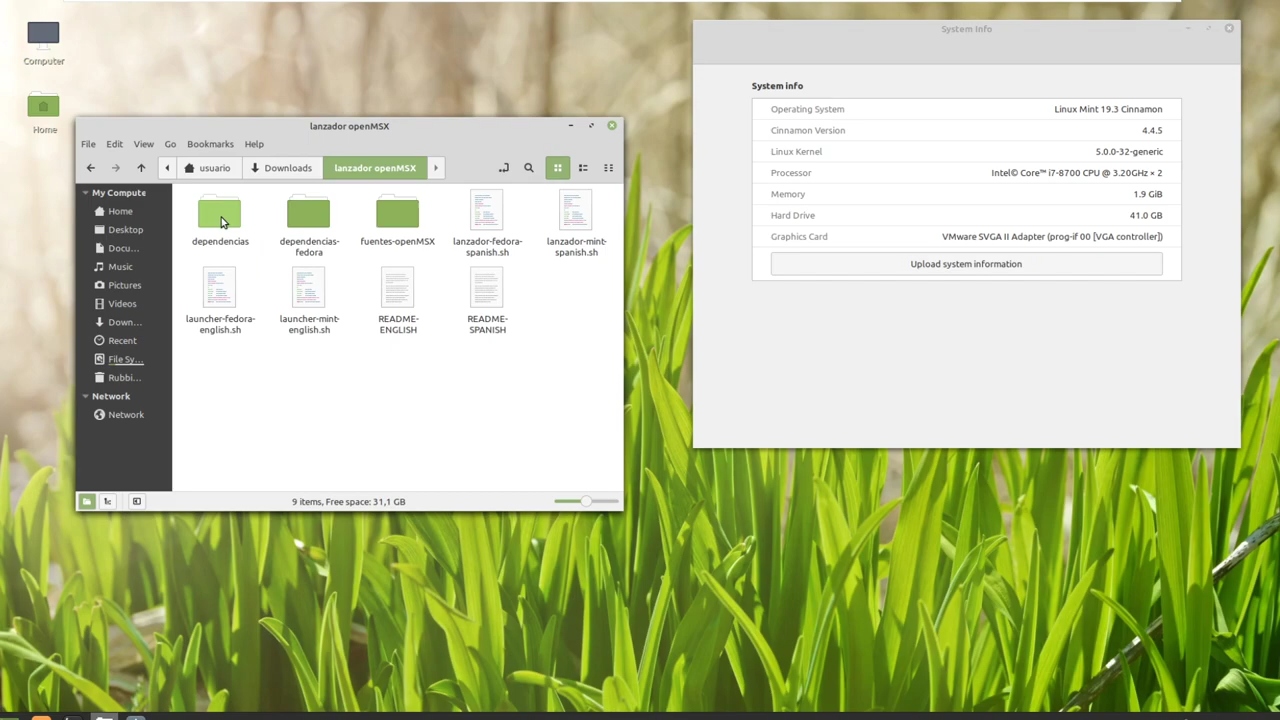 Computer
Home
lanzador openMSX
File Edit View Go Bookmarks Help
usuario Downloads lanzador openMSX
My Compute
Home
Desktop
Docu...
Music
Pictures
Videos
Down...
Recent
File Sy...
Rubbi...
Network
Network
dependencias
dependencias-
fedora
fuentes-openMSX
lanzador-fedora-
spanish.sh
lanzador-mint-
spanish.sh
launcher-fedora-
english.sh
launcher-mint-
english.sh
README-
ENGLISH
README-
SPANISH
9 items, Free space: 31,1 GB
System Info
System info
Operating System Linux Mint 19.3 Cinnamon
Cinnamon Version 4.4.5
Linux Kernel 5.0.0-32-generic
Processor Intel© Core™ i7-8700 CPU @ 3.20GHz × 2
Memory 1.9 GiB
Hard Drive 41.0 GB
Graphics Card VMware SVGA II Adapter (prog-if 00 [VGA controller])
Upload system information